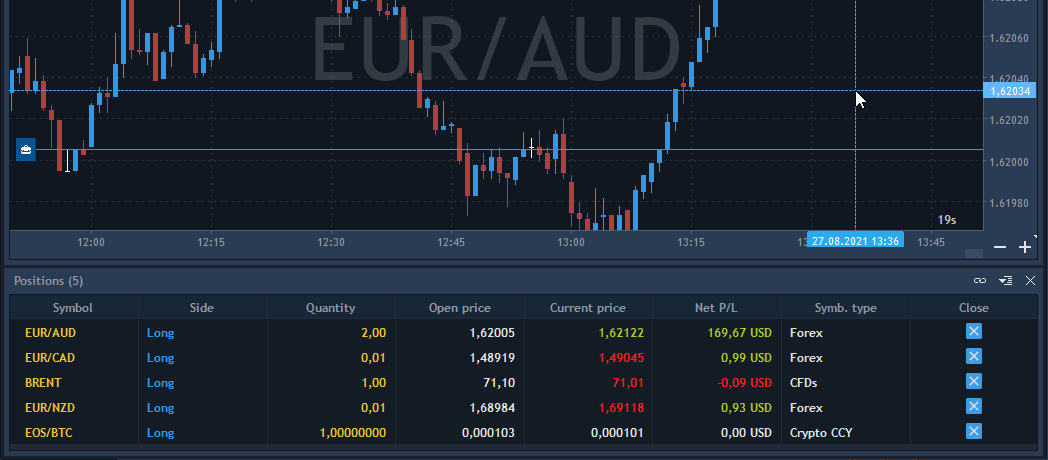 EUR/AUD
1,62060
1,62040
1,62034
1,62020
1,62000
1,61980
19s
12:00 12:15 12:30 12:45 13:00 13:15 27.08.2021 13:36 13:45
Positions (5)
Symbol Side Quantity Open price Current price Net P/L Symb. type Close
EUR/AUD Long 2,00 1,62005 1,62122 169,67 USD Forex
EUR/CAD Long 0,01 1,48919 1,49045 0,99 USD Forex
BRENT Long 1,00 71,10 71,01 -0,09 USD CFDs
EUR/NZD Long 0,01 1,68984 1,69118 0,93 USD Forex
EOS/BTC Long 1,00000000 0,000103 0,000101 0,00 USD Crypto CCY